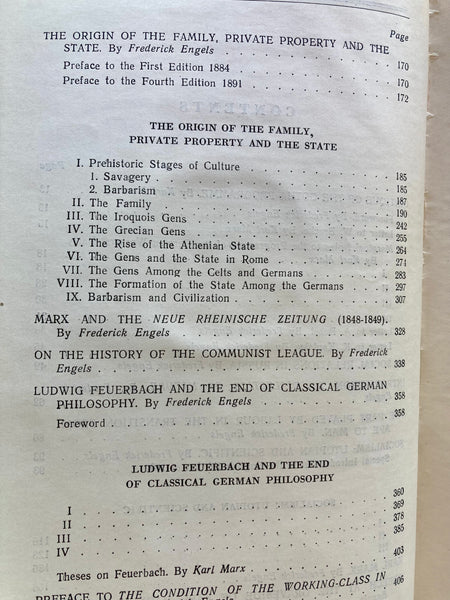 Page
THE ORIGIN OF THE FAMILY, PRIVATE PROPERTY AND THE
STATE. By Frederick Engels . . . . . . . . . . 170
Preface to the First Edition 1884 . . . . . . . . . . 170
Preface to the Fourth Edition 1891 . . . . . . . . . . 172
CONTENTS
THE ORIGIN OF THE FAMILY,
PRIVATE PROPERTY AND THE STATE
I. Prehistoric Stages of Culture . . . . . . . . . . 185
1. Savagery . . . . . . . . . . 185
2. Barbarism . . . . . . . . . . 187
II. The Family . . . . . . . . . . 190
III. The Iroquois Gens . . . . . . . . . . 242
IV. The Grecian Gens . . . . . . . . . . 255
V. The Rise of the Athenian State . . . . . . . . . . 264
VI. The Gens and the State in Rome . . . . . . . . . . 274
VII. The Gens Among the Celts and Germans . . . . . . . 283
VIII. The Formation of the State Among the Germans . . . . 297
IX. Barbarism and Civilization . . . . . . . . . . 307
MARX AND THE NEUE RHEINISCHE ZEITUNG (1848-1849).
By Frederick Engels . . . . . . . . . . 328
ON THE HISTORY OF THE COMMUNIST LEAGUE. By Frederick
Engels . . . . . . . . . . 338
LUDWIG FEUERBACH AND THE END OF CLASSICAL GERMAN
PHILOSOPHY. By Frederick Engels . . . . . . . . . . 358
Foreword . . . . . . . . . . 358
LUDWIG FEUERBACH AND THE END
OF CLASSICAL GERMAN PHILOSOPHY
I . . . . . . . . . . 360
II . . . . . . . . . . 369
III . . . . . . . . . . 378
IV . . . . . . . . . . 385
Theses on Feuerbach. By Karl Marx . . . . . . . . . . 403
PREFACE TO THE CONDITION OF THE WORKING-CLASS IN
406